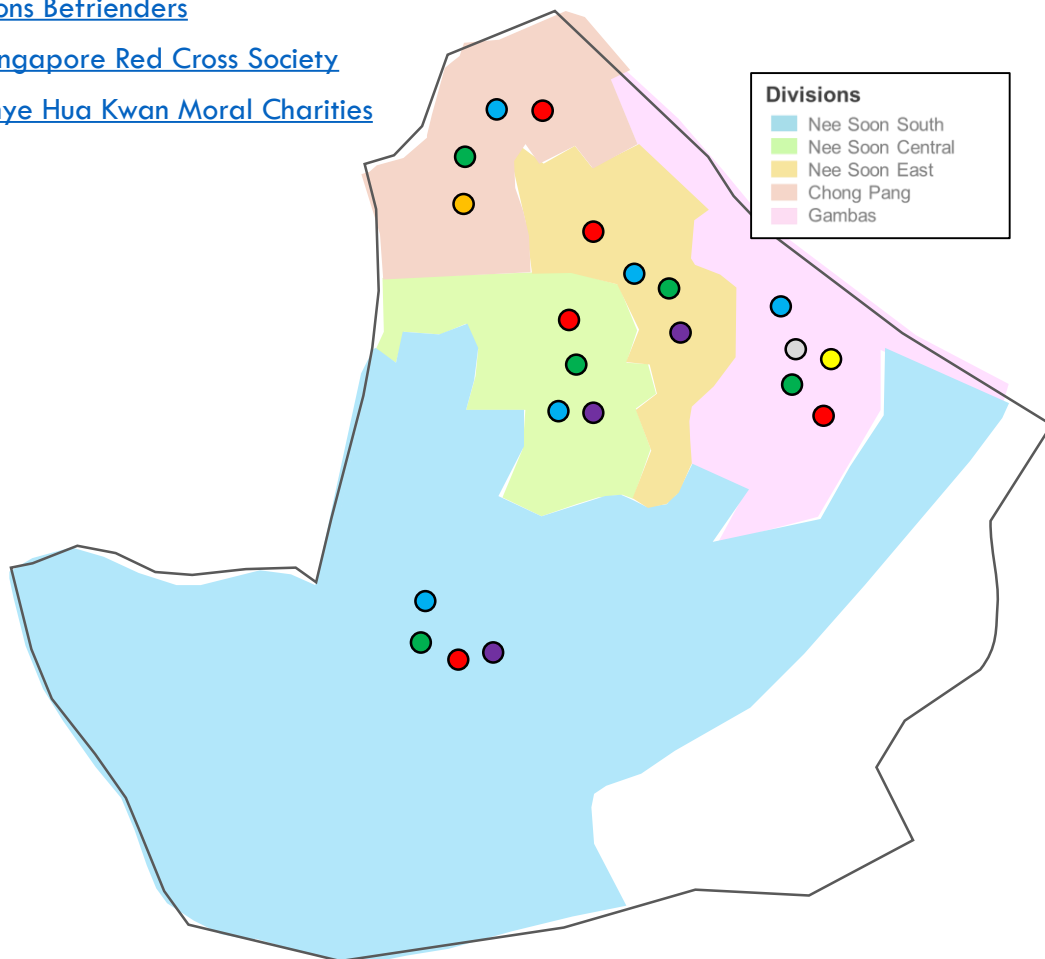 ons Befrienders
ngapore Red Cross Society
nye Hua Kwan Moral Charities
Divisions
Nee Soon South
Nee Soon Central
Nee Soon East
Chong Pang
Gambas